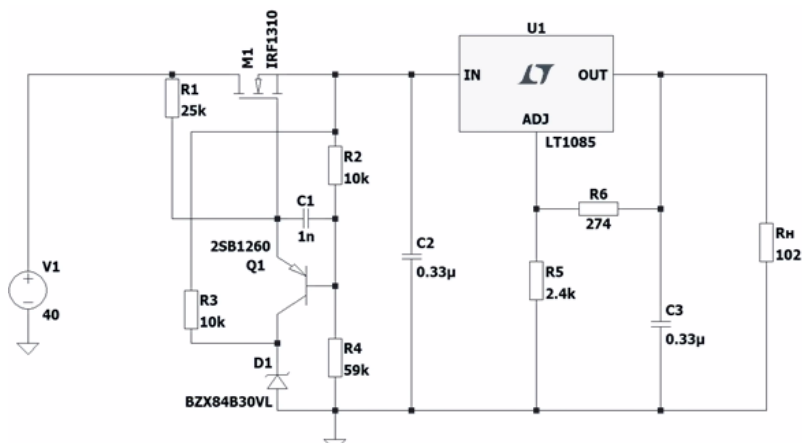 U1
M1
IRF1310
IN
OUT
ADJ
LT1085
R1
25k
R2
10k
C1
1n
R6
274
2SB1260
Q1
C2
0.33µ
Rн
102
V1
40
R3
10k
R5
2.4k
C3
0.33µ
R4
59k
D1
BZX84B30VL